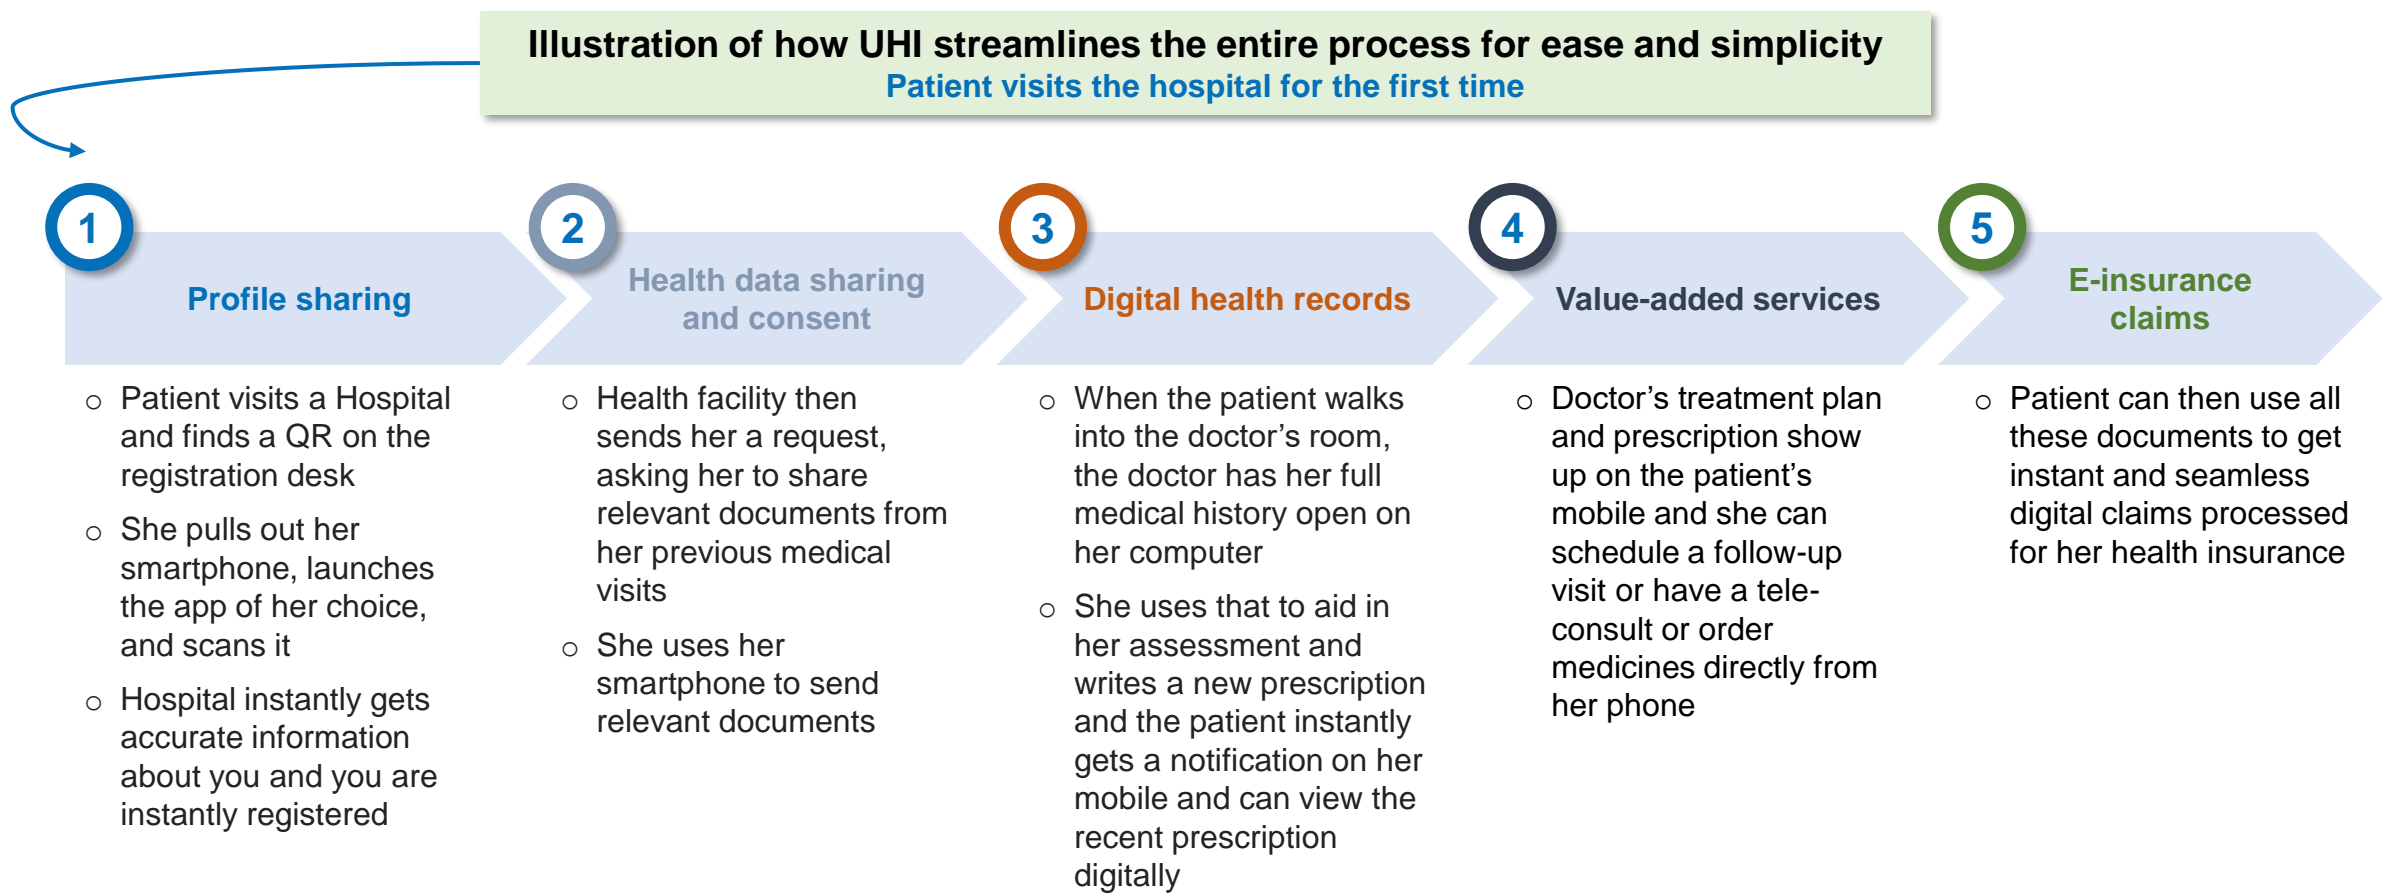 Illustration of how UHI streamlines the entire process for ease and simplicity
Patient visits the hospital for the first time
1
Profile sharing
o Patient visits a Hospital
and finds a QR on the
registration desk
o She pulls out her
smartphone, launches
the app of her choice,
and scans it
o Hospital instantly gets
accurate information
about you and you are
instantly registered
2
Health data sharing
and consent
o Health facility then
sends her a request,
asking her to share
relevant documents from
her previous medical
visits
o She uses her
smartphone to send
relevant documents
3
Digital health records
o When the patient walks
into the doctor’s room,
the doctor has her full
medical history open on
her computer
o She uses that to aid in
her assessment and
writes a new prescription
and the patient instantly
gets a notification on her
mobile and can view the
recent prescription
digitally
4
Value-added services
o Doctor’s treatment plan
and prescription show
up on the patient’s
mobile and she can
schedule a follow-up
visit or have a tele-
consult or order
medicines directly from
her phone
5
E-insurance
claims
o Patient can then use all
these documents to get
instant and seamless
digital claims processed
for her health insurance